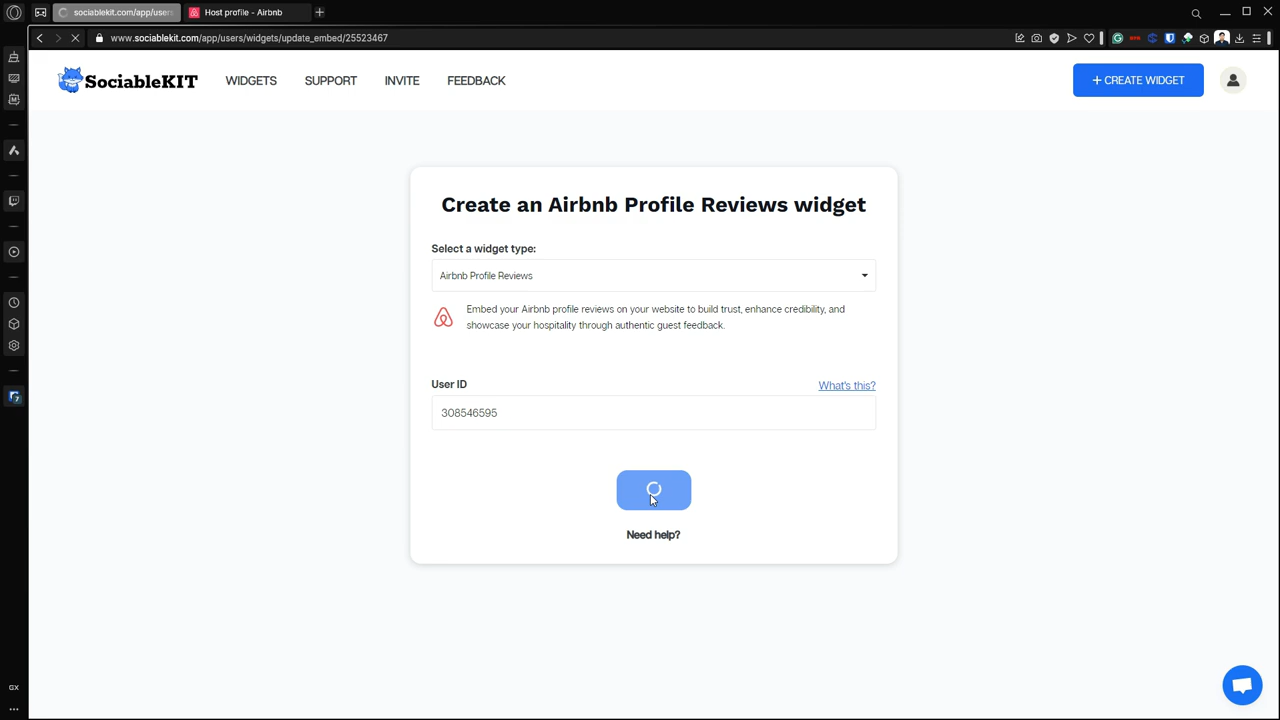 sociablekit.com/app/users
Host profile - Airbnb
www.sociablekit.com/app/users/widgets/update_embed/25523467
SociableKIT
WIDGETS
SUPPORT
INVITE
FEEDBACK
+ CREATE WIDGET
Create an Airbnb Profile Reviews widget
Select a widget type:
Airbnb Profile Reviews
Embed your Airbnb profile reviews on your website to build trust, enhance credibility, and
showcase your hospitality through authentic guest feedback.
User ID
What's this?
308546595
Need help?
GX